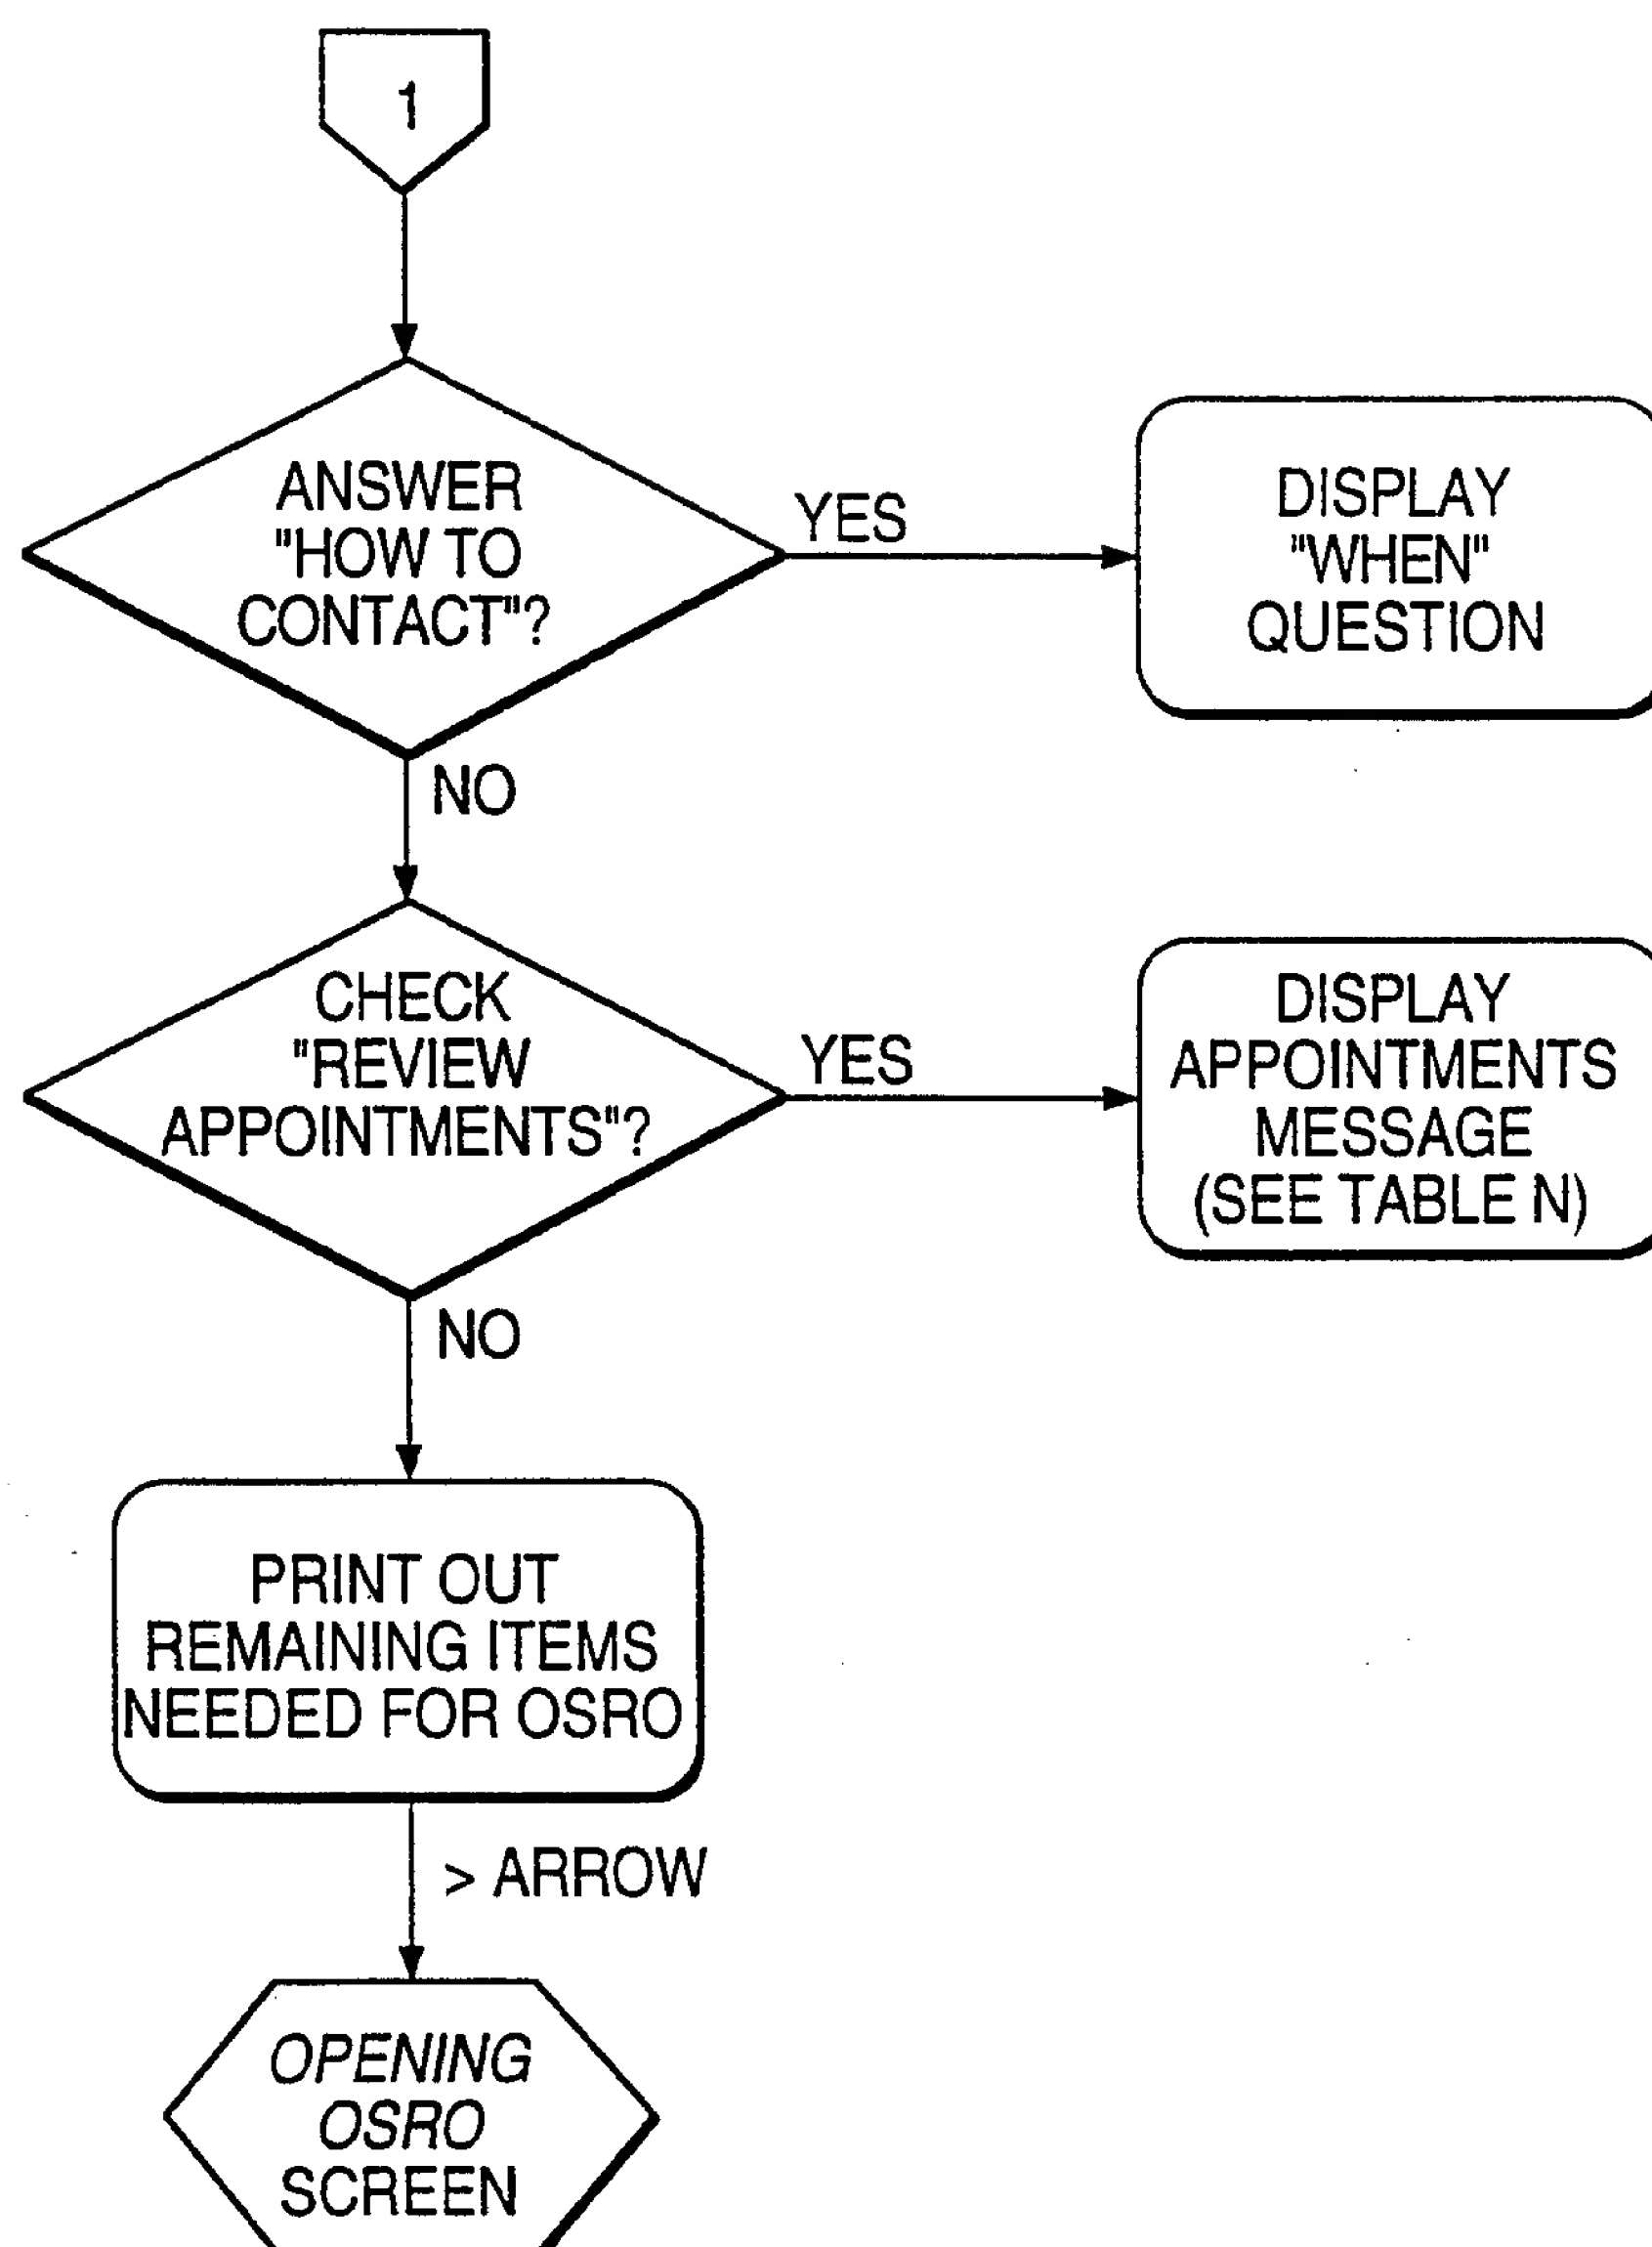 1
ANSWER
"HOW TO
CONTACT"?
YES
DISPLAY
"WHEN"
QUESTION
NO
CHECK
"REVIEW
APPOINTMENTS"?
YES
DISPLAY
APPOINTMENTS
MESSAGE
(SEE TABLE N)
NO
PRINT OUT
REMAINING ITEMS
NEEDED FOR OSRO
> ARROW
OPENING
OSRO
SCREEN